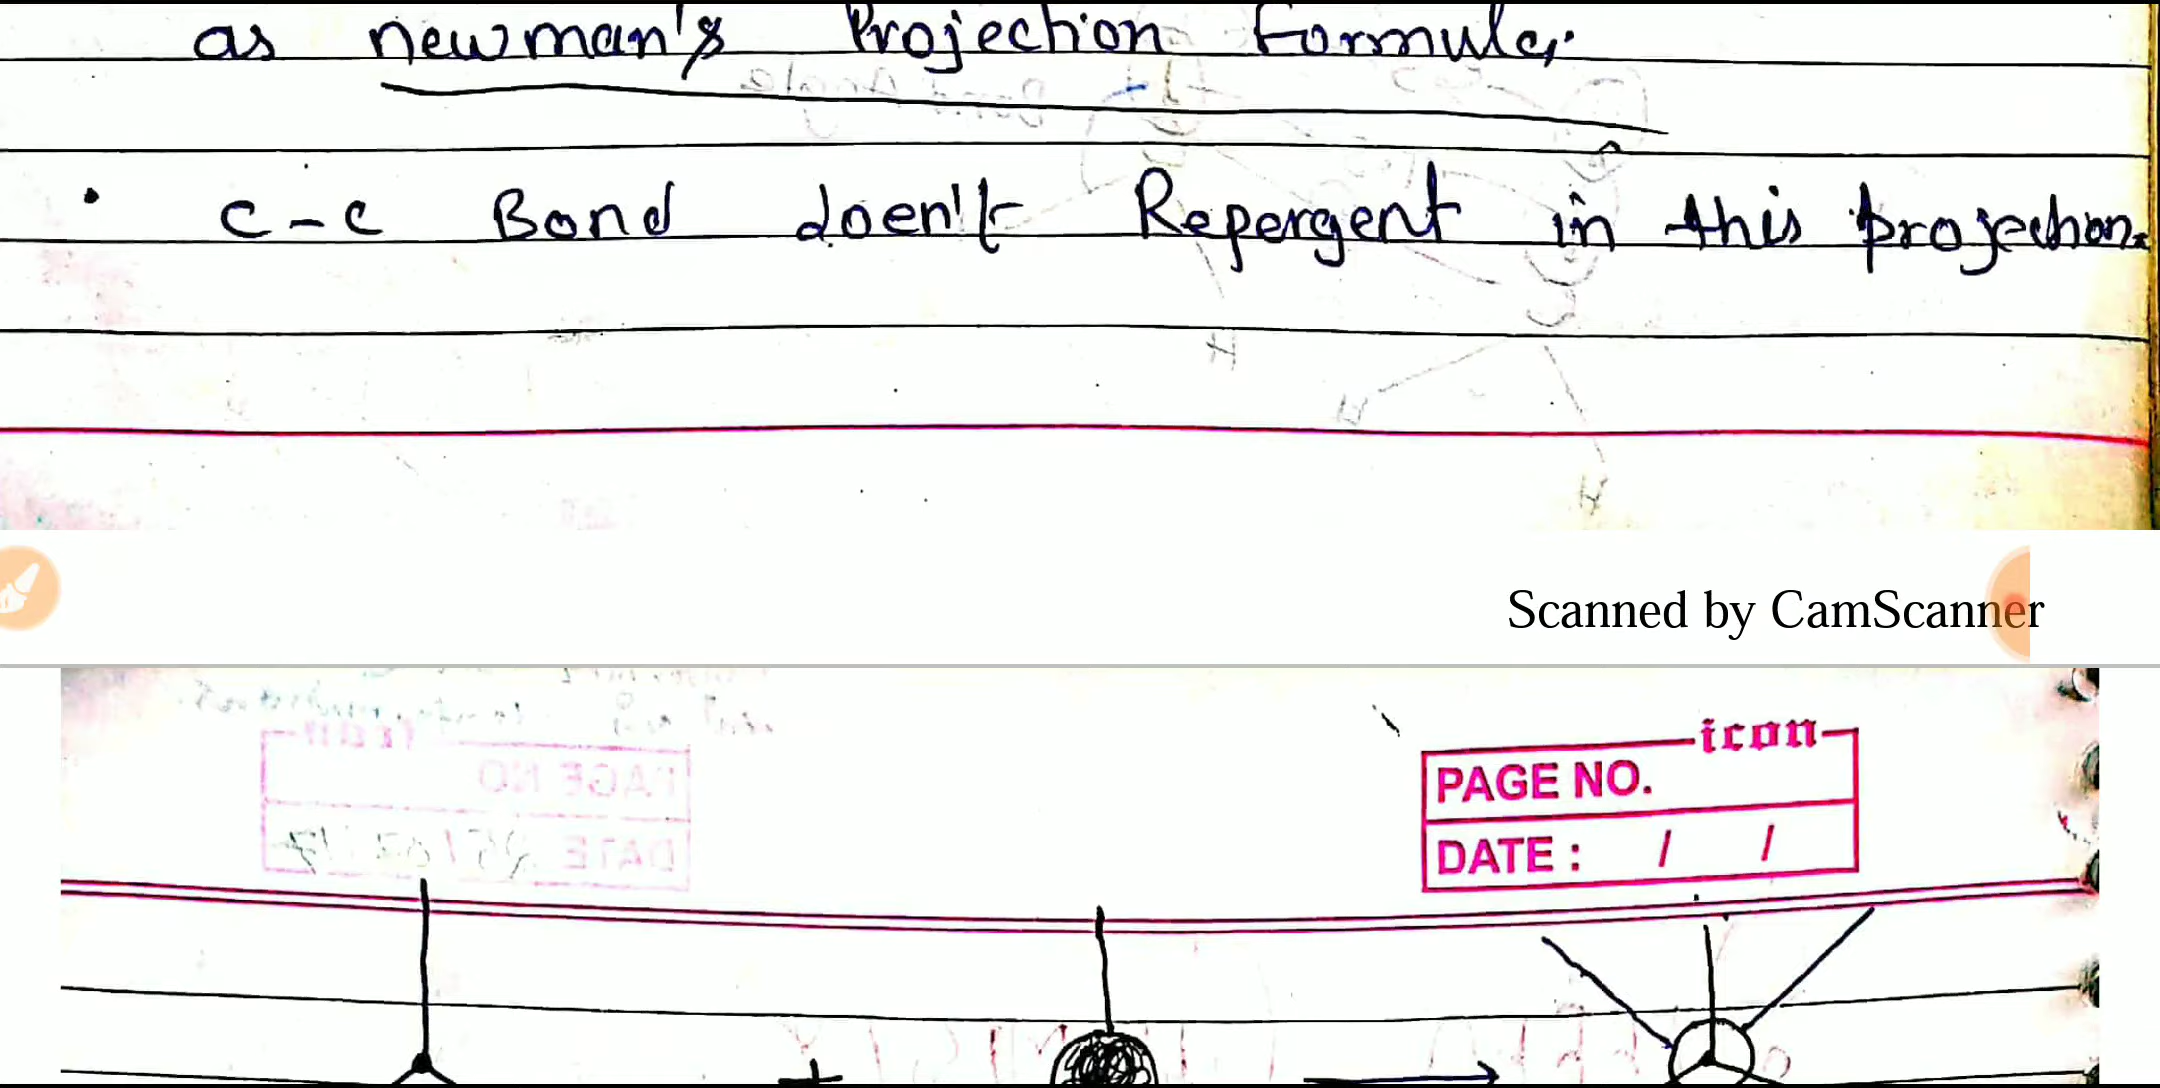 as newman's Projection Formula.
• C-C Bond doen't Repergent in this projection.
Scanned by CamScanner
icon
PAGE NO.
DATE : / /
+